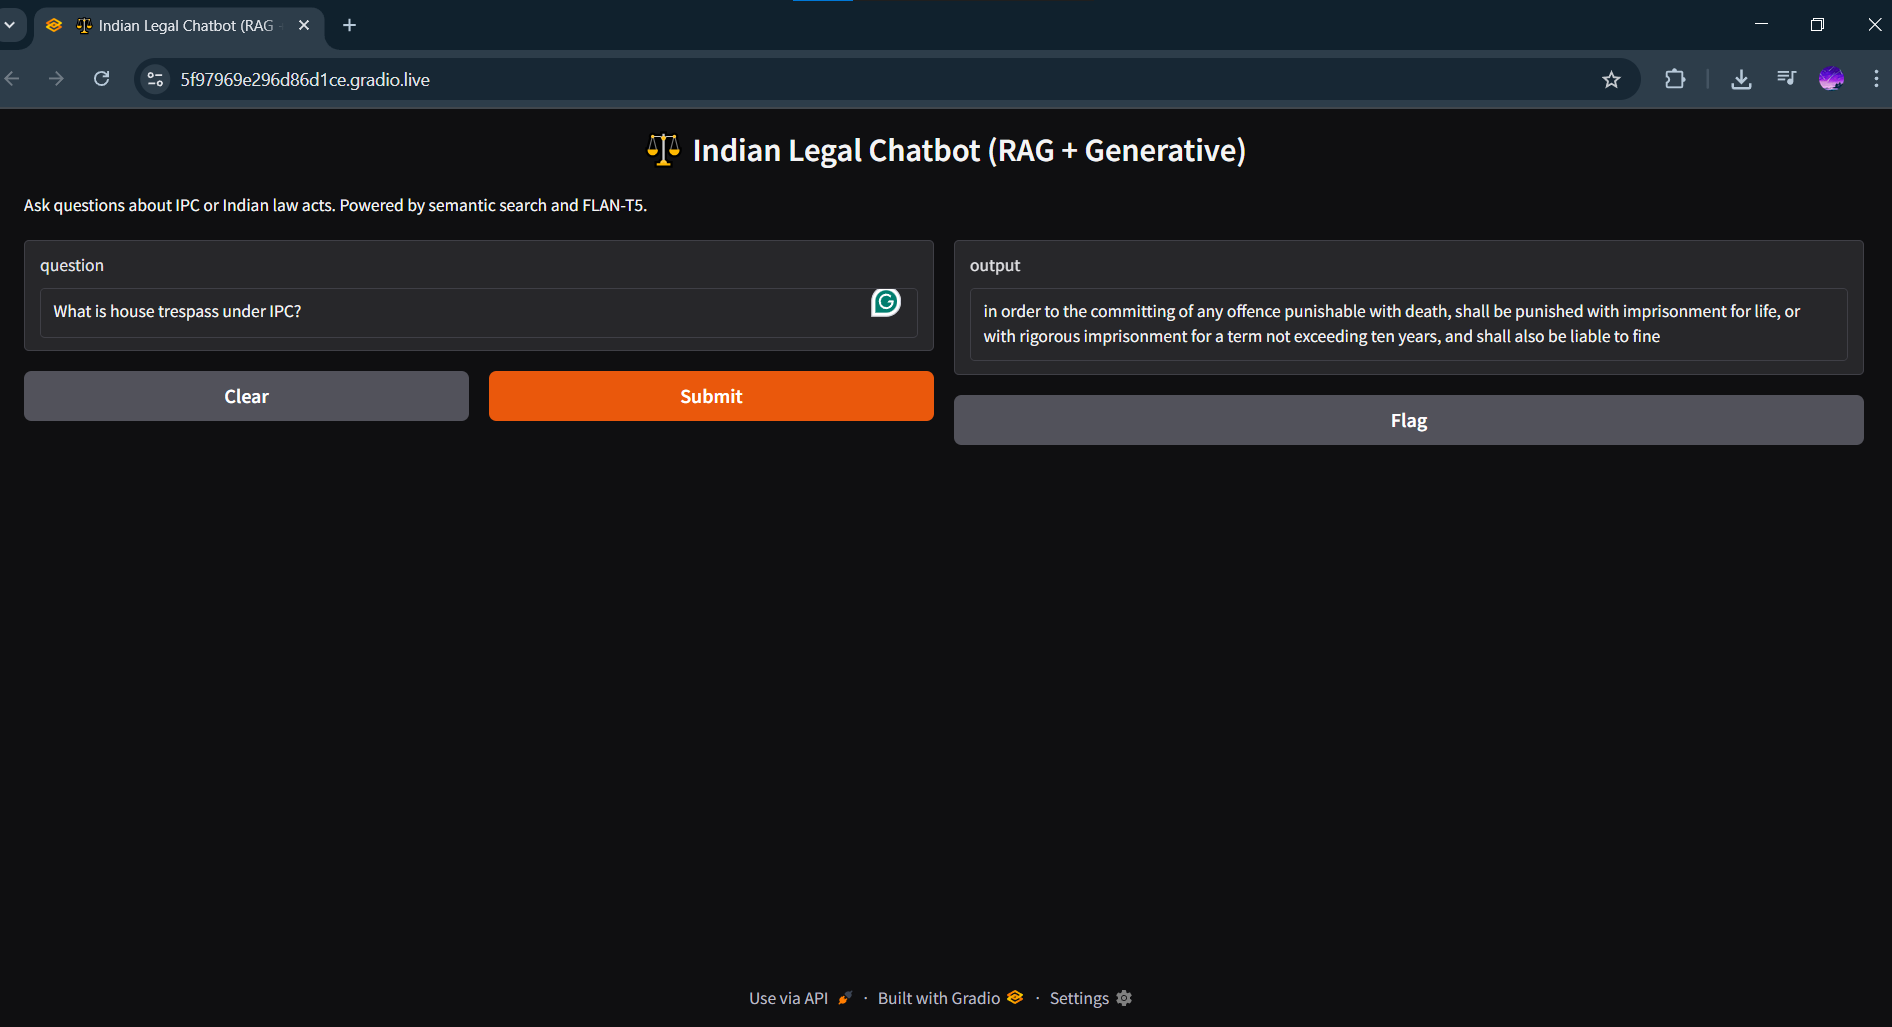 Indian Legal Chatbot (RAG
5f97969e296d86d1ce.gradio.live
Indian Legal Chatbot (RAG + Generative)
Ask questions about IPC or Indian law acts. Powered by semantic search and FLAN-T5.
question
What is house trespass under IPC?
Clear
Submit
output
in order to the committing of any offence punishable with death, shall be punished with imprisonment for life, or
with rigorous imprisonment for a term not exceeding ten years, and shall also be liable to fine
Flag
Use via API · Built with Gradio · Settings